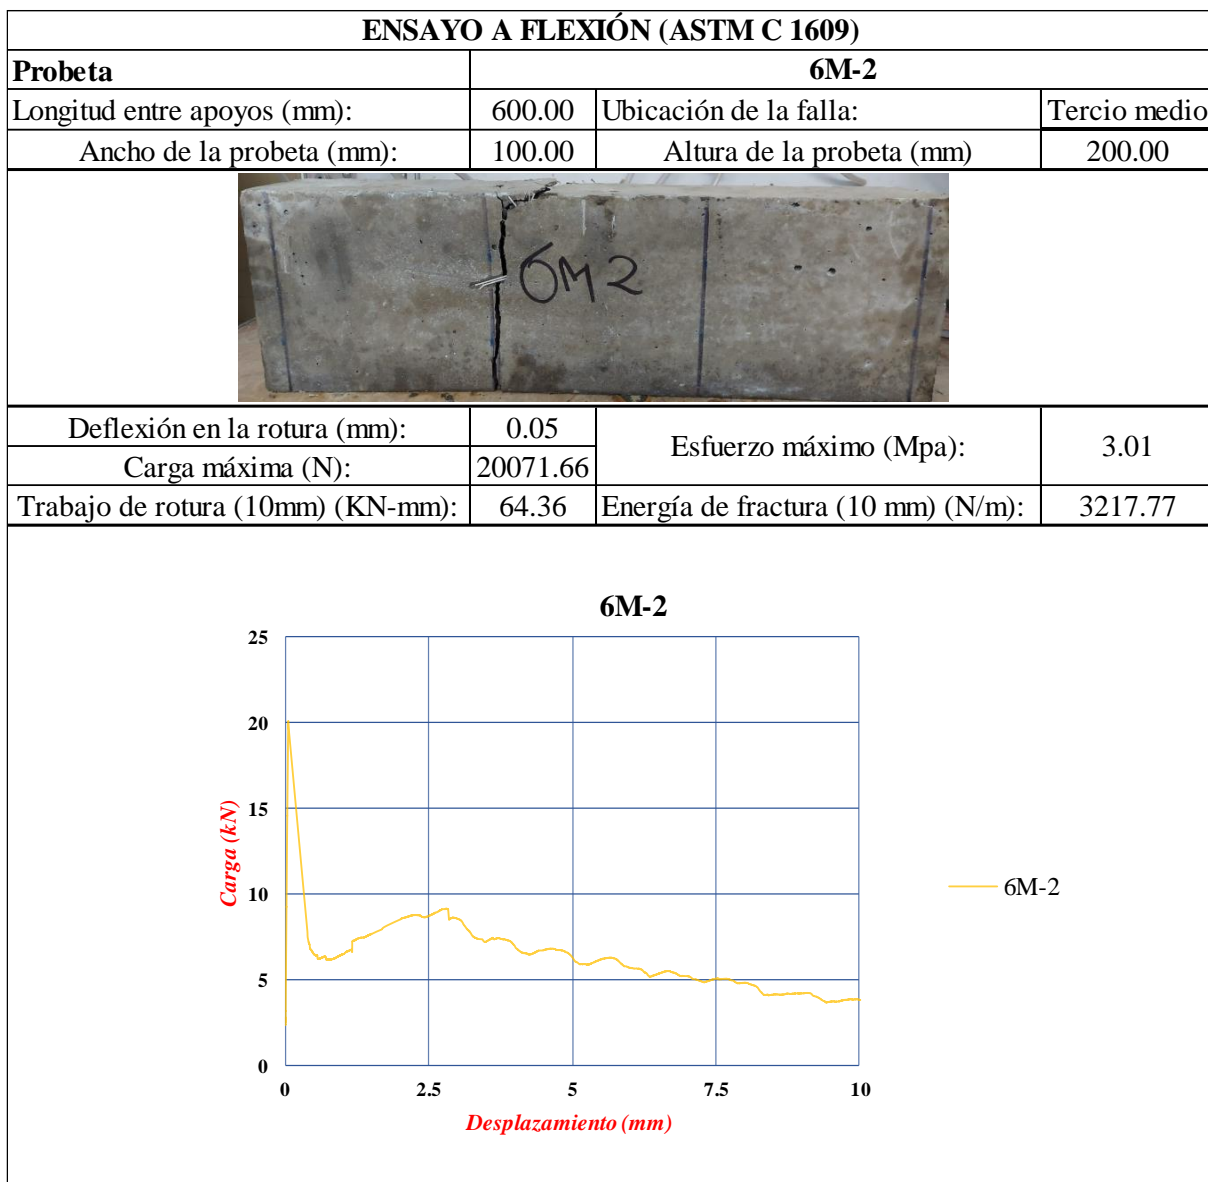 ENSAYO A FLEXIÓN (ASTM C 1609)
Probeta 6M-2
Longitud entre apoyos (mm): 600.00 Ubicación de la falla: Tercio medio
Ancho de la probeta (mm): 100.00 Altura de la probeta (mm) 200.00
6M2
Deflexión en la rotura (mm): 0.05
Carga máxima (N): 20071.66
Esfuerzo máximo (Mpa): 3.01
Trabajo de rotura (10mm) (KN-mm): 64.36 Energía de fractura (10 mm) (N/m): 3217.77
6M-2
25
20
15
10
5
0
Carga (kN)
0 2.5 5 7.5 10
Desplazamiento (mm)
6M-2